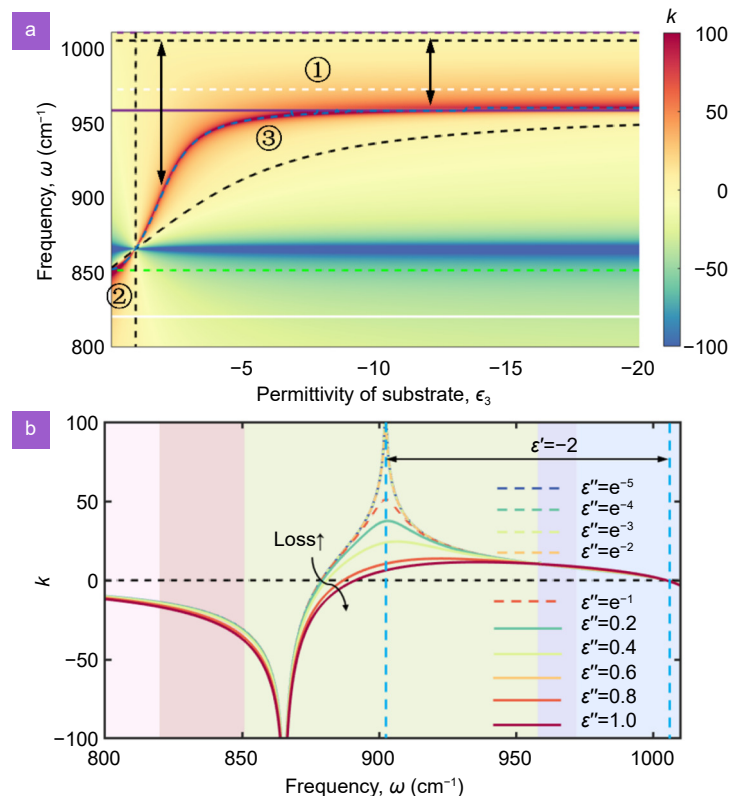 a
k
1000
950
900
850
800
①
②
③
Frequency, ω (cm⁻¹)
−5
−10
−15
−20
Permittivity of substrate, ϵ₃
100
50
0
−50
−100
b
100
50
0
−50
−100
k
ε′=−2
Loss↑
ε″=e⁻⁵
ε″=e⁻⁴
ε″=e⁻³
ε″=e⁻²
ε″=e⁻¹
ε″=0.2
ε″=0.4
ε″=0.6
ε″=0.8
ε″=1.0
800
850
900
950
1000
Frequency, ω (cm⁻¹)